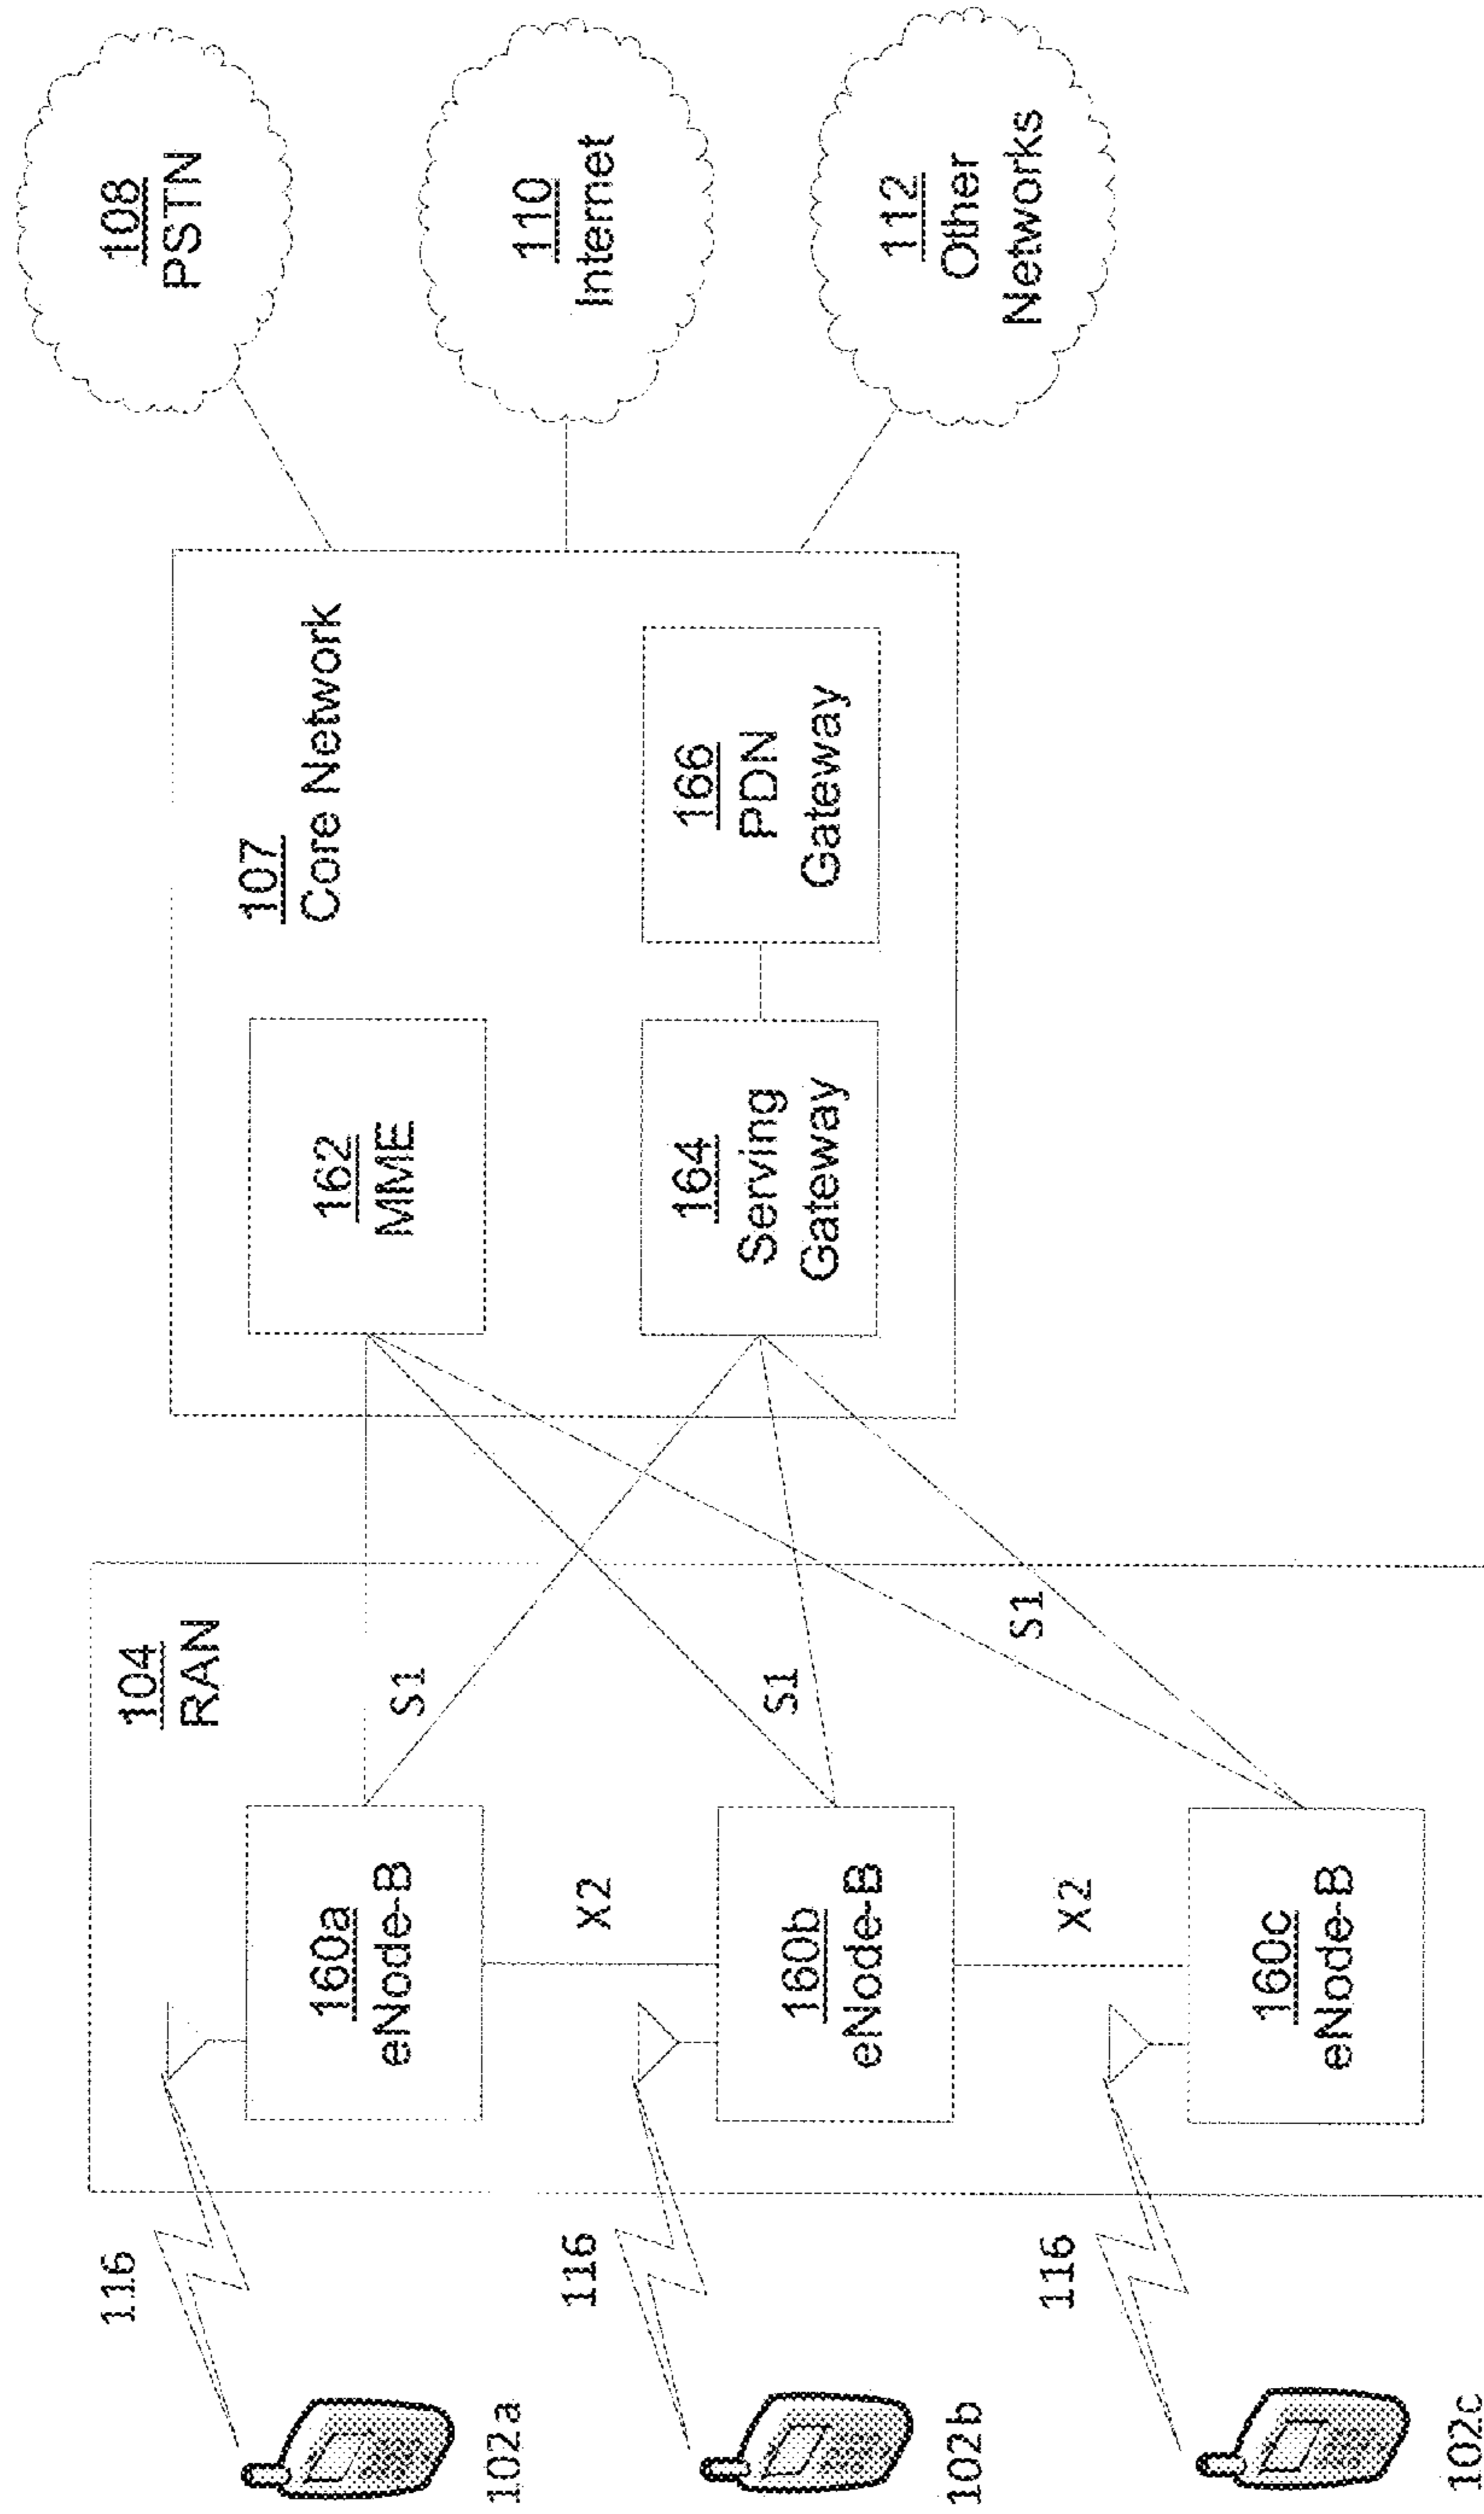 104
RAN
107
Core Network
108
PSTN
116
160a
eNode-B
S1
162
MME
102a
X2
110
Internet
116
160b
eNode-B
S1
164
Serving
Gateway
166
PDN
Gateway
102b
X2
112
Other
Networks
S1
116
160c
eNode-B
102c